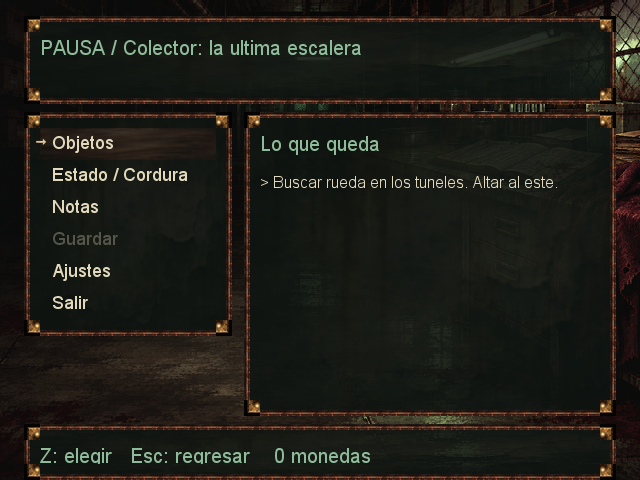 PAUSA / Colector: la ultima escalera
→ Objetos
Estado / Cordura
Notas
Guardar
Ajustes
Salir
Lo que queda
> Buscar rueda en los tuneles. Altar al este.
Z: elegir Esc: regresar 0 monedas